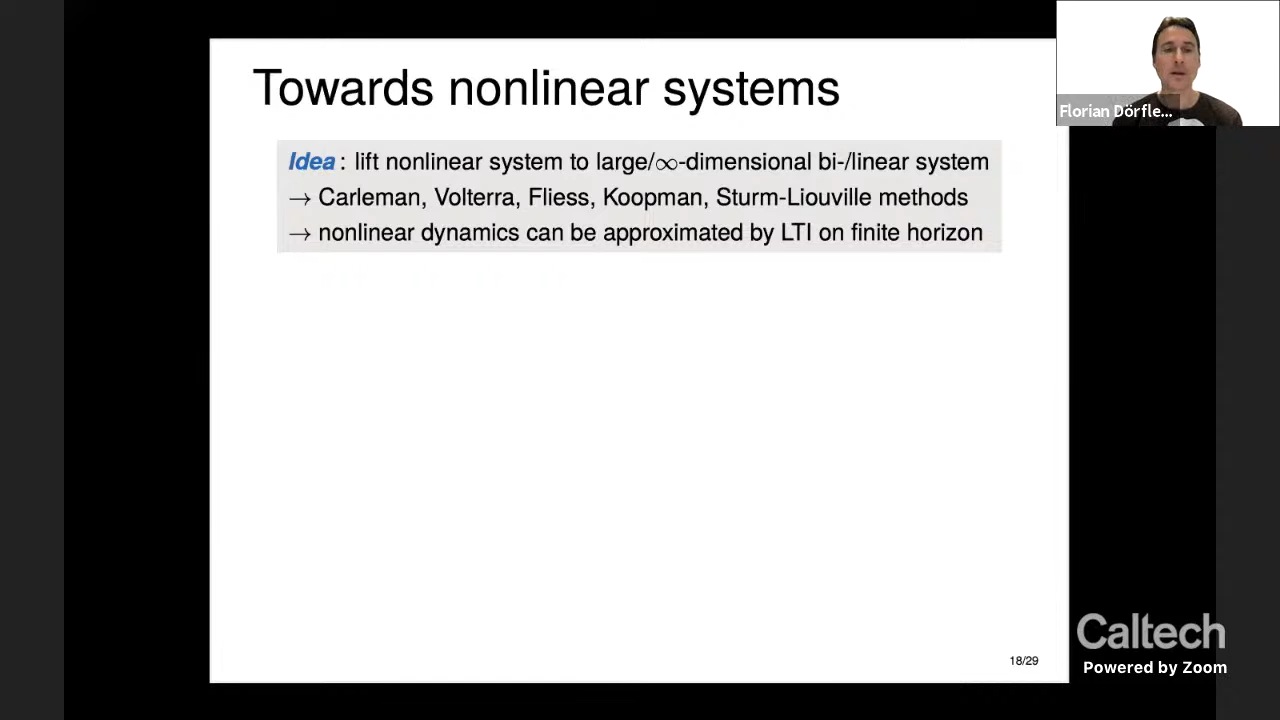 Towards nonlinear systems
Idea: lift nonlinear system to large/∞-dimensional bi-/linear system
→ Carleman, Volterra, Fliess, Koopman, Sturm-Liouville methods
→ nonlinear dynamics can be approximated by LTI on finite horizon
18/29
Florian Dörfle...
Caltech
Powered by Zoom